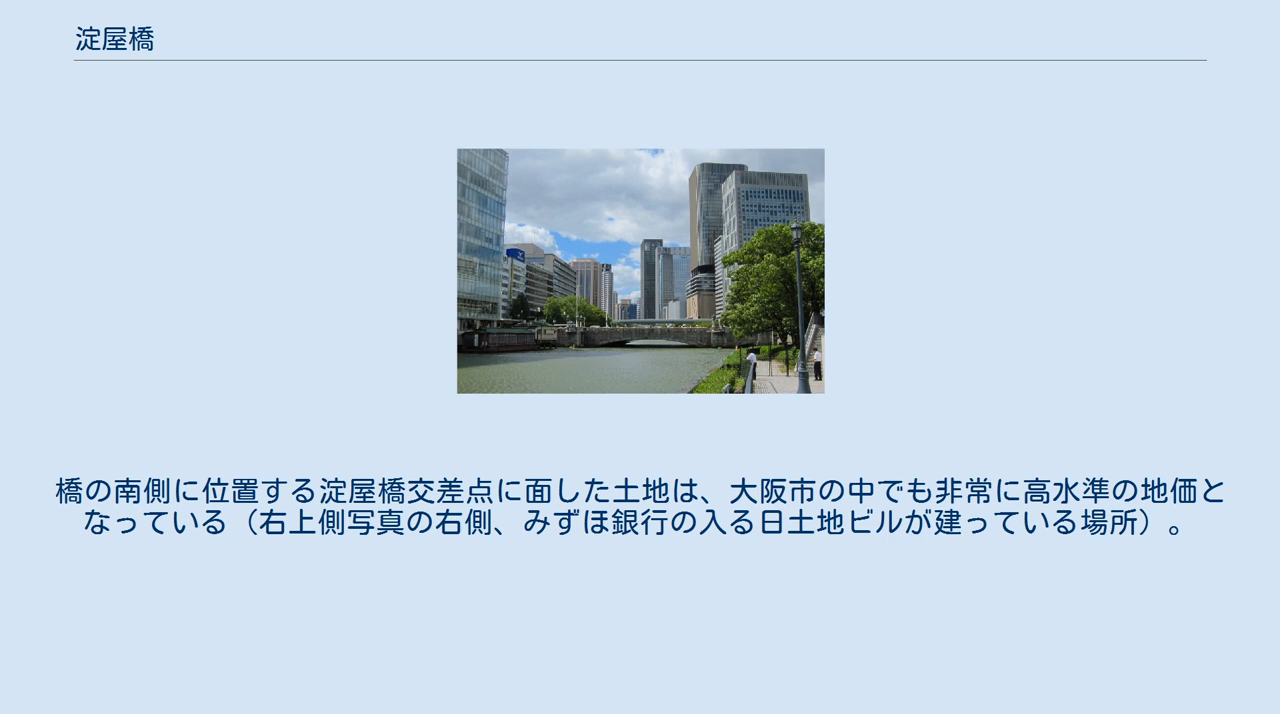 淀屋橋
橋の南側に位置する淀屋橋交差点に面した土地は、大阪市の中でも非常に高水準の地価と
なっている（右上側写真の右側、みずほ銀行の入る日土地ビルが建っている場所）。